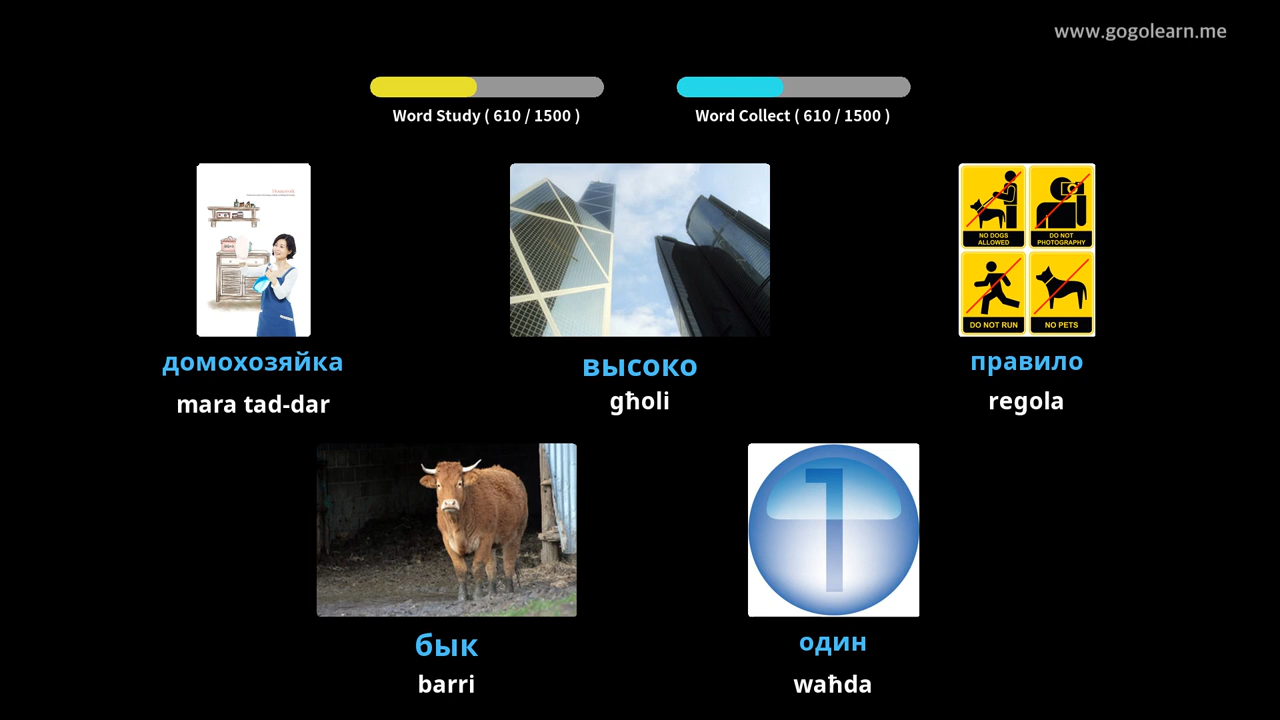 www.gogolearn.me
Word Study ( 610 / 1500 )
Word Collect ( 610 / 1500 )
NO DOGS
ALLOWED
DO NOT
PHOTOGRAPHY
DO NOT RUN
NO PETS
домохозяйка
высоко
правило
mara tad-dar
għoli
regola
1
бык
один
barri
waħda